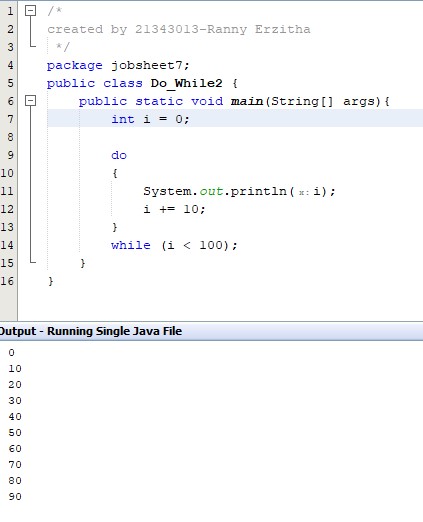 1 /*
2 created by 21343013-Ranny Erzitha
3 */
4 package jobsheet7;
5 public class Do_While2 {
6 public static void main(String[] args){
7 int i = 0;
8
9 do
10 {
11 System.out.println( x: i);
12 i += 10;
13 }
14 while (i < 100);
15 }
16 }
Output - Running Single Java File
0
10
20
30
40
50
60
70
80
90